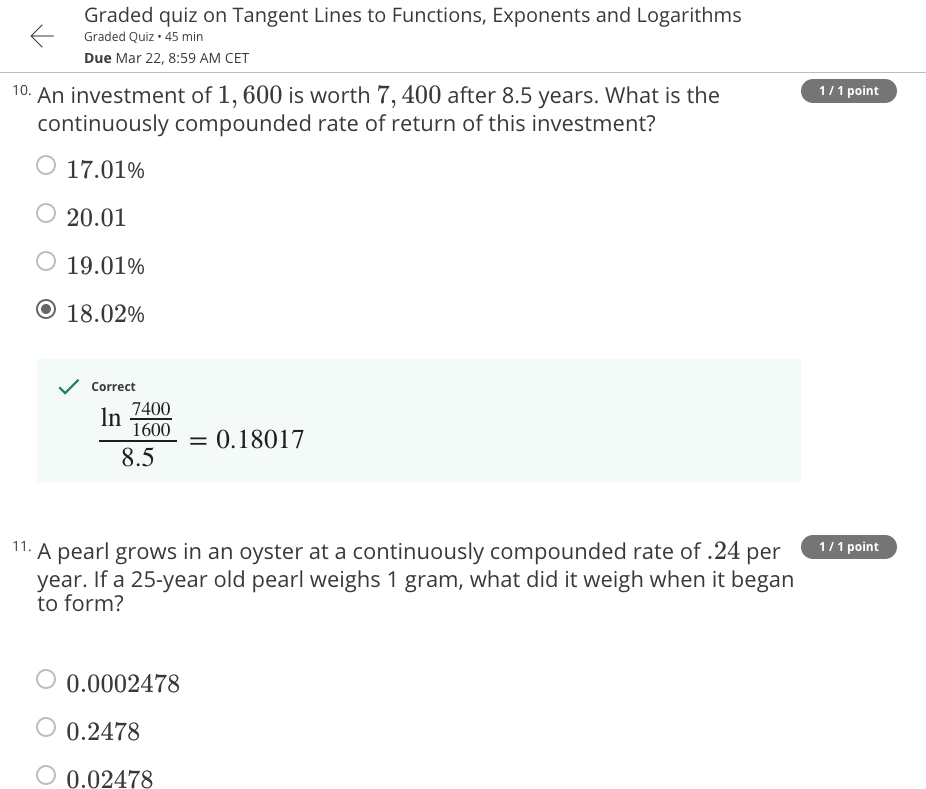 Graded quiz on Tangent Lines to Functions, Exponents and Logarithms
Graded Quiz • 45 min
Due Mar 22, 8:59 AM CET
10. An investment of 1, 600 is worth 7, 400 after 8.5 years. What is the
1 / 1 point
continuously compounded rate of return of this investment?
17.01%
20.01
19.01%
18.02%
Correct
ln 7400
1600
8.5
= 0.18017
11. A pearl grows in an oyster at a continuously compounded rate of .24 per
1 / 1 point
year. If a 25-year old pearl weighs 1 gram, what did it weigh when it began
to form?
0.0002478
0.2478
0.02478